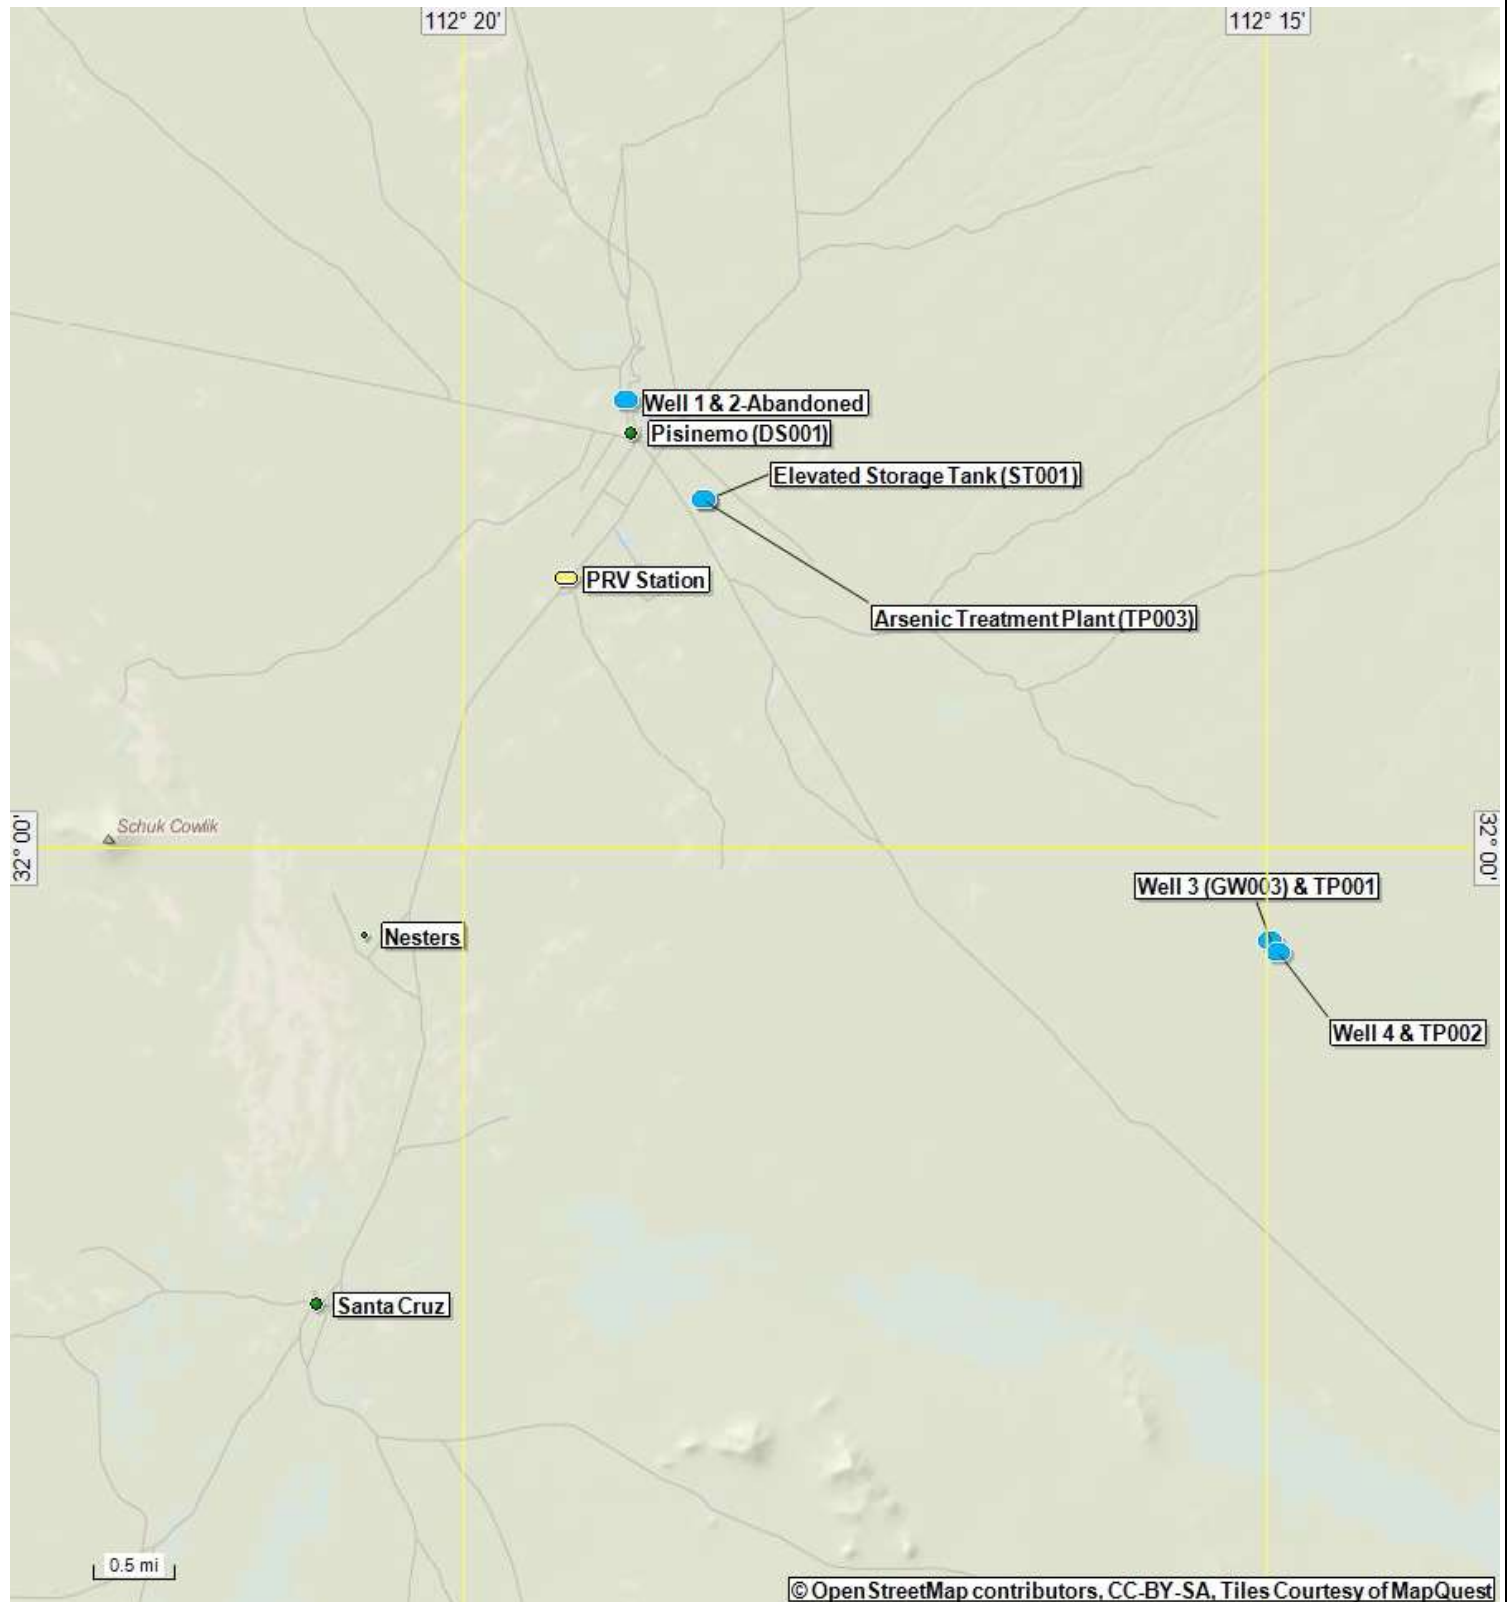 112° 20'
112° 15'
Well 1 & 2-Abandoned
Pisinemo (DS001)
Elevated Storage Tank (ST001)
PRV Station
Arsenic Treatment Plant (TP003)
Schuk Cowlik
32° 00'
32° 00'
Well 3 (GW003) & TP001
Nesters
Well 4 & TP002
Santa Cruz
0.5 mi
© OpenStreetMap contributors, CC-BY-SA, Tiles Courtesy of MapQuest